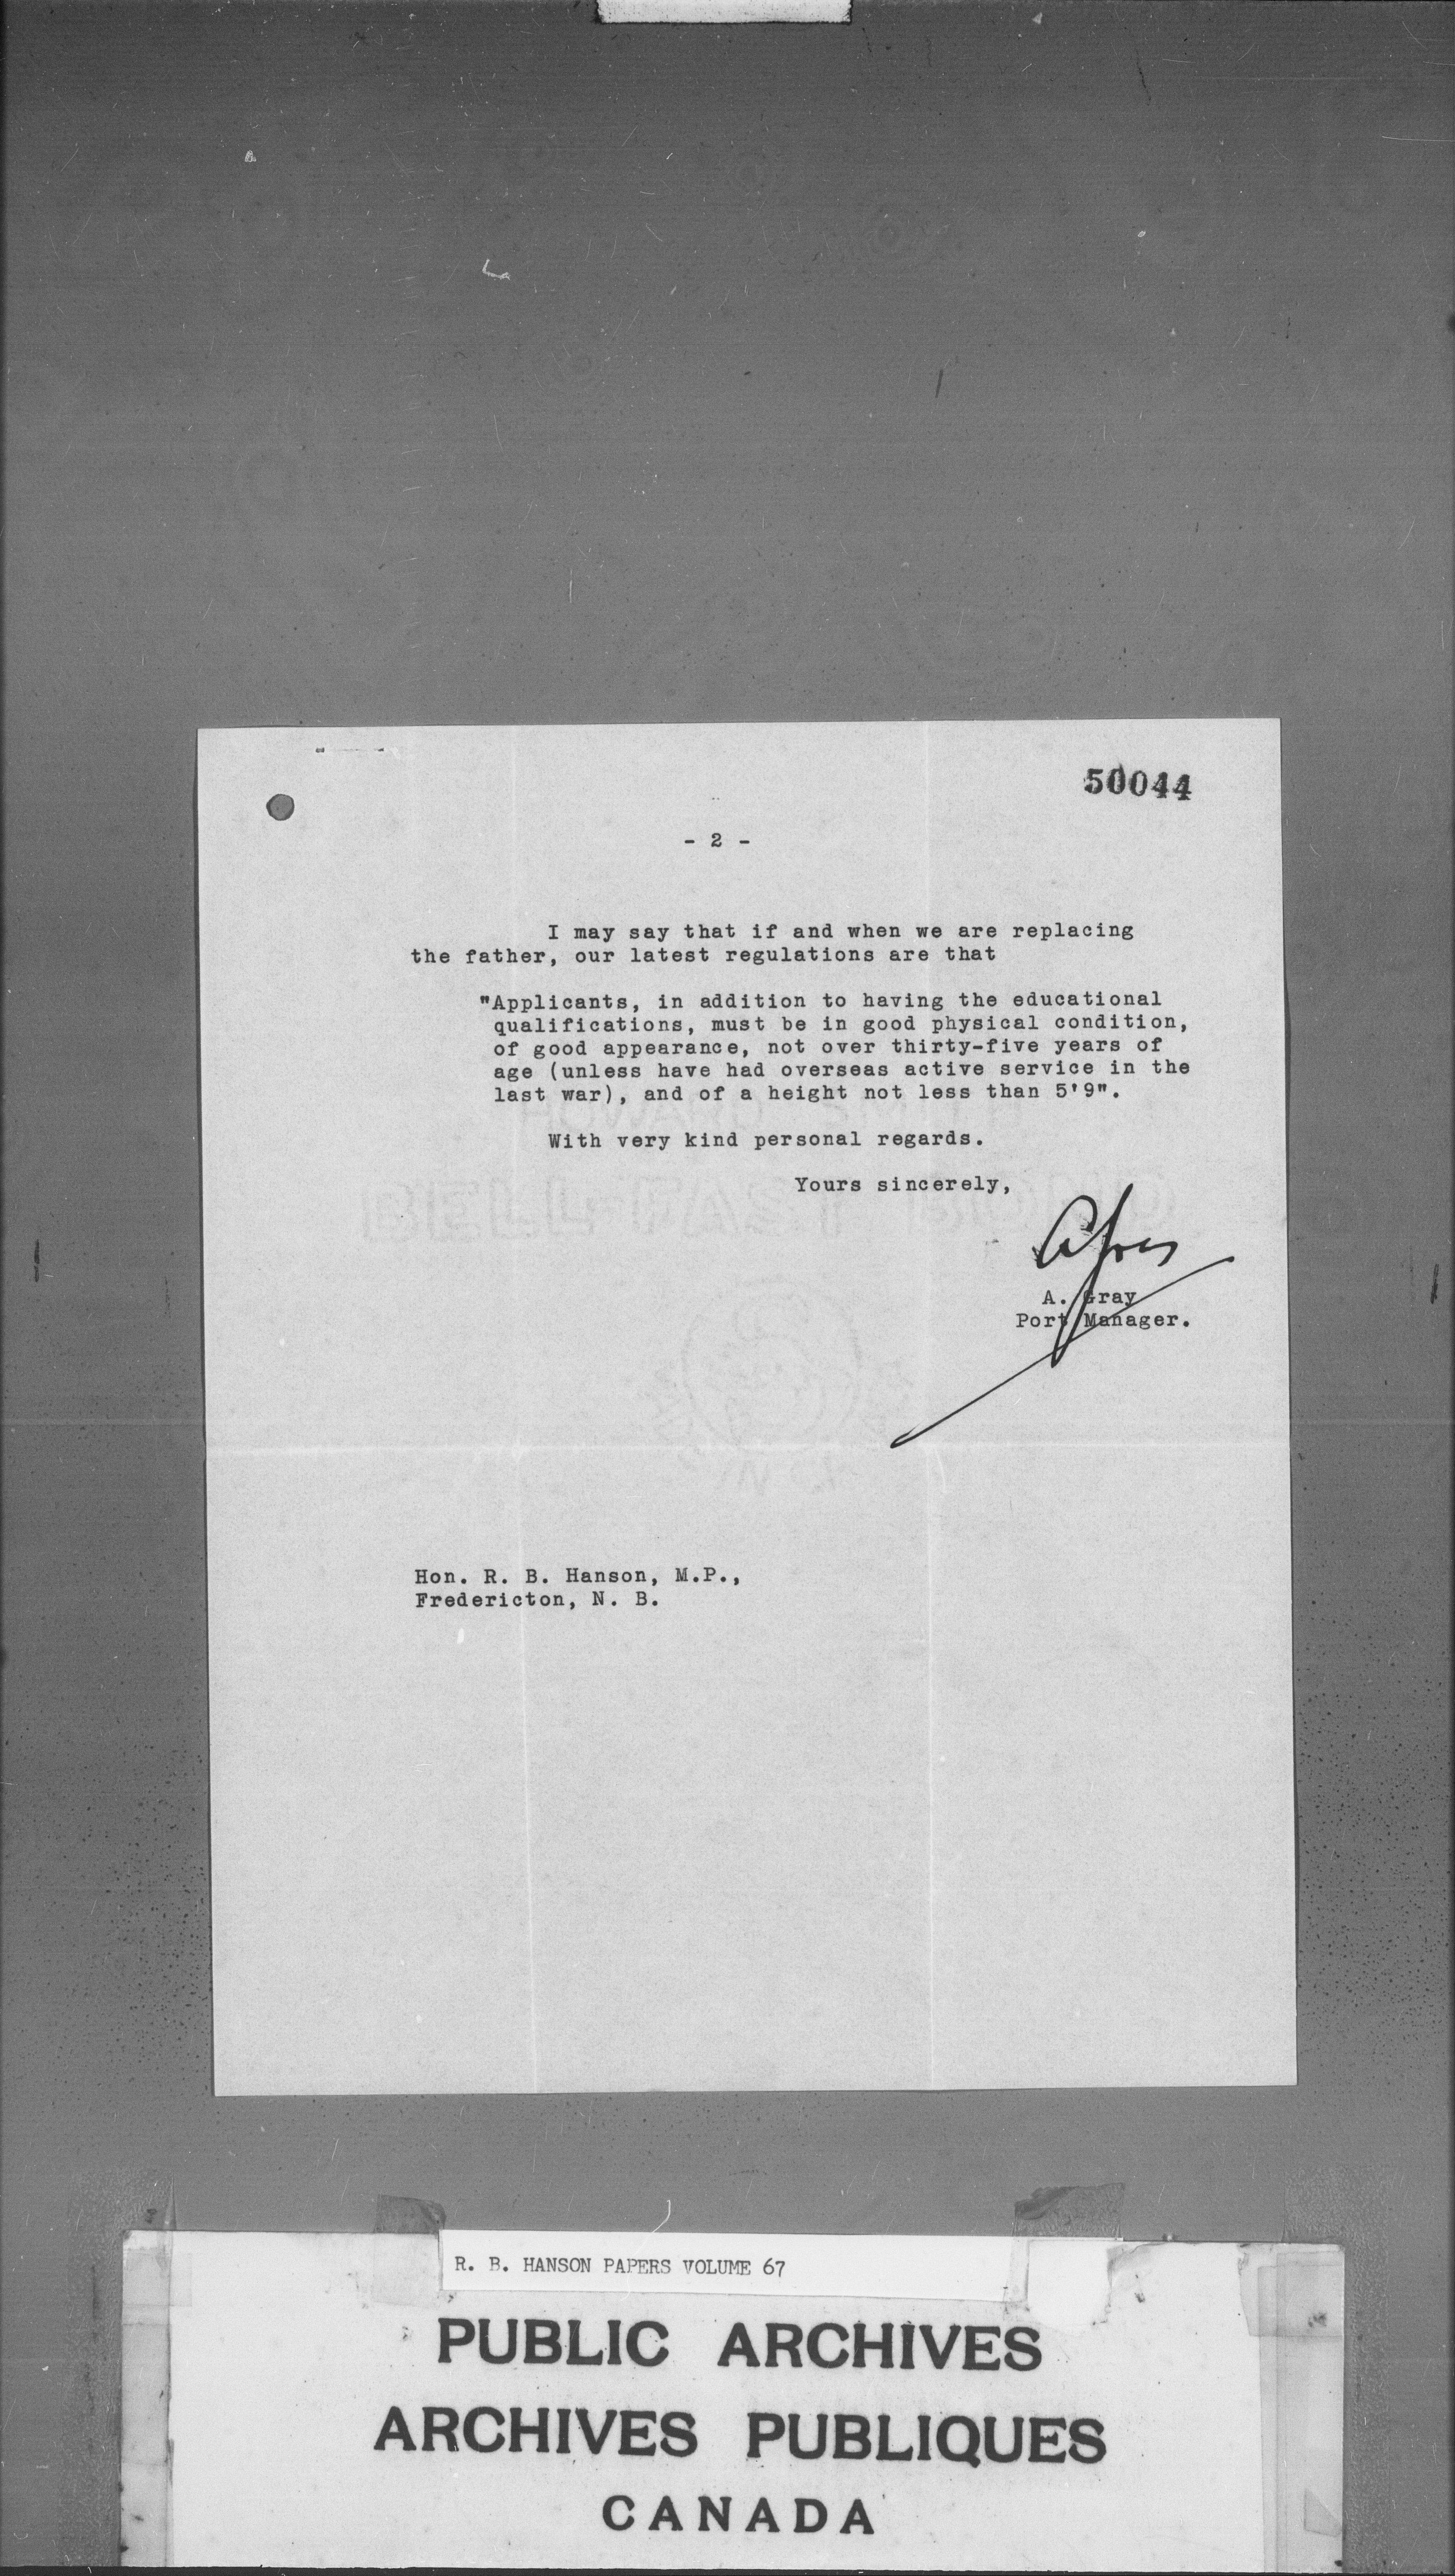 50044
- 2 -
I may say that if and when we are replacing
the father, our latest regulations are that
"Applicants, in addition to having the educational
qualifications, must be in good physical condition,
of good appearance, not over thirty-five years of
age (unless have had overseas active service in the
last war), and of a height not less than 5'9".
With very kind personal regards.
Yours sincerely,
A. Gray
Port Manager.
Hon. R. B. Hanson, M.P.,
Fredericton, N. B.
R. B. HANSON PAPERS VOLUME 67
PUBLIC ARCHIVES
ARCHIVES PUBLIQUES
CANADA